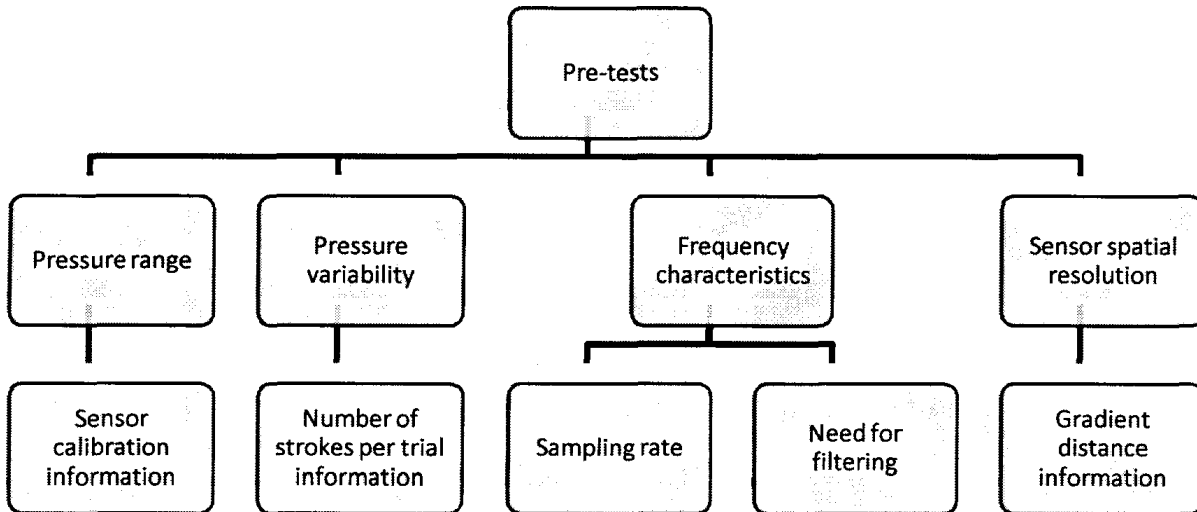 Pre-tests
Pressure range
Pressure
variability
Frequency
characteristics
Sensor spatial
resolution
Sensor
calibration
information
Number of
strokes per trial
information
Sampling rate
Need for
filtering
Gradient
distance
information